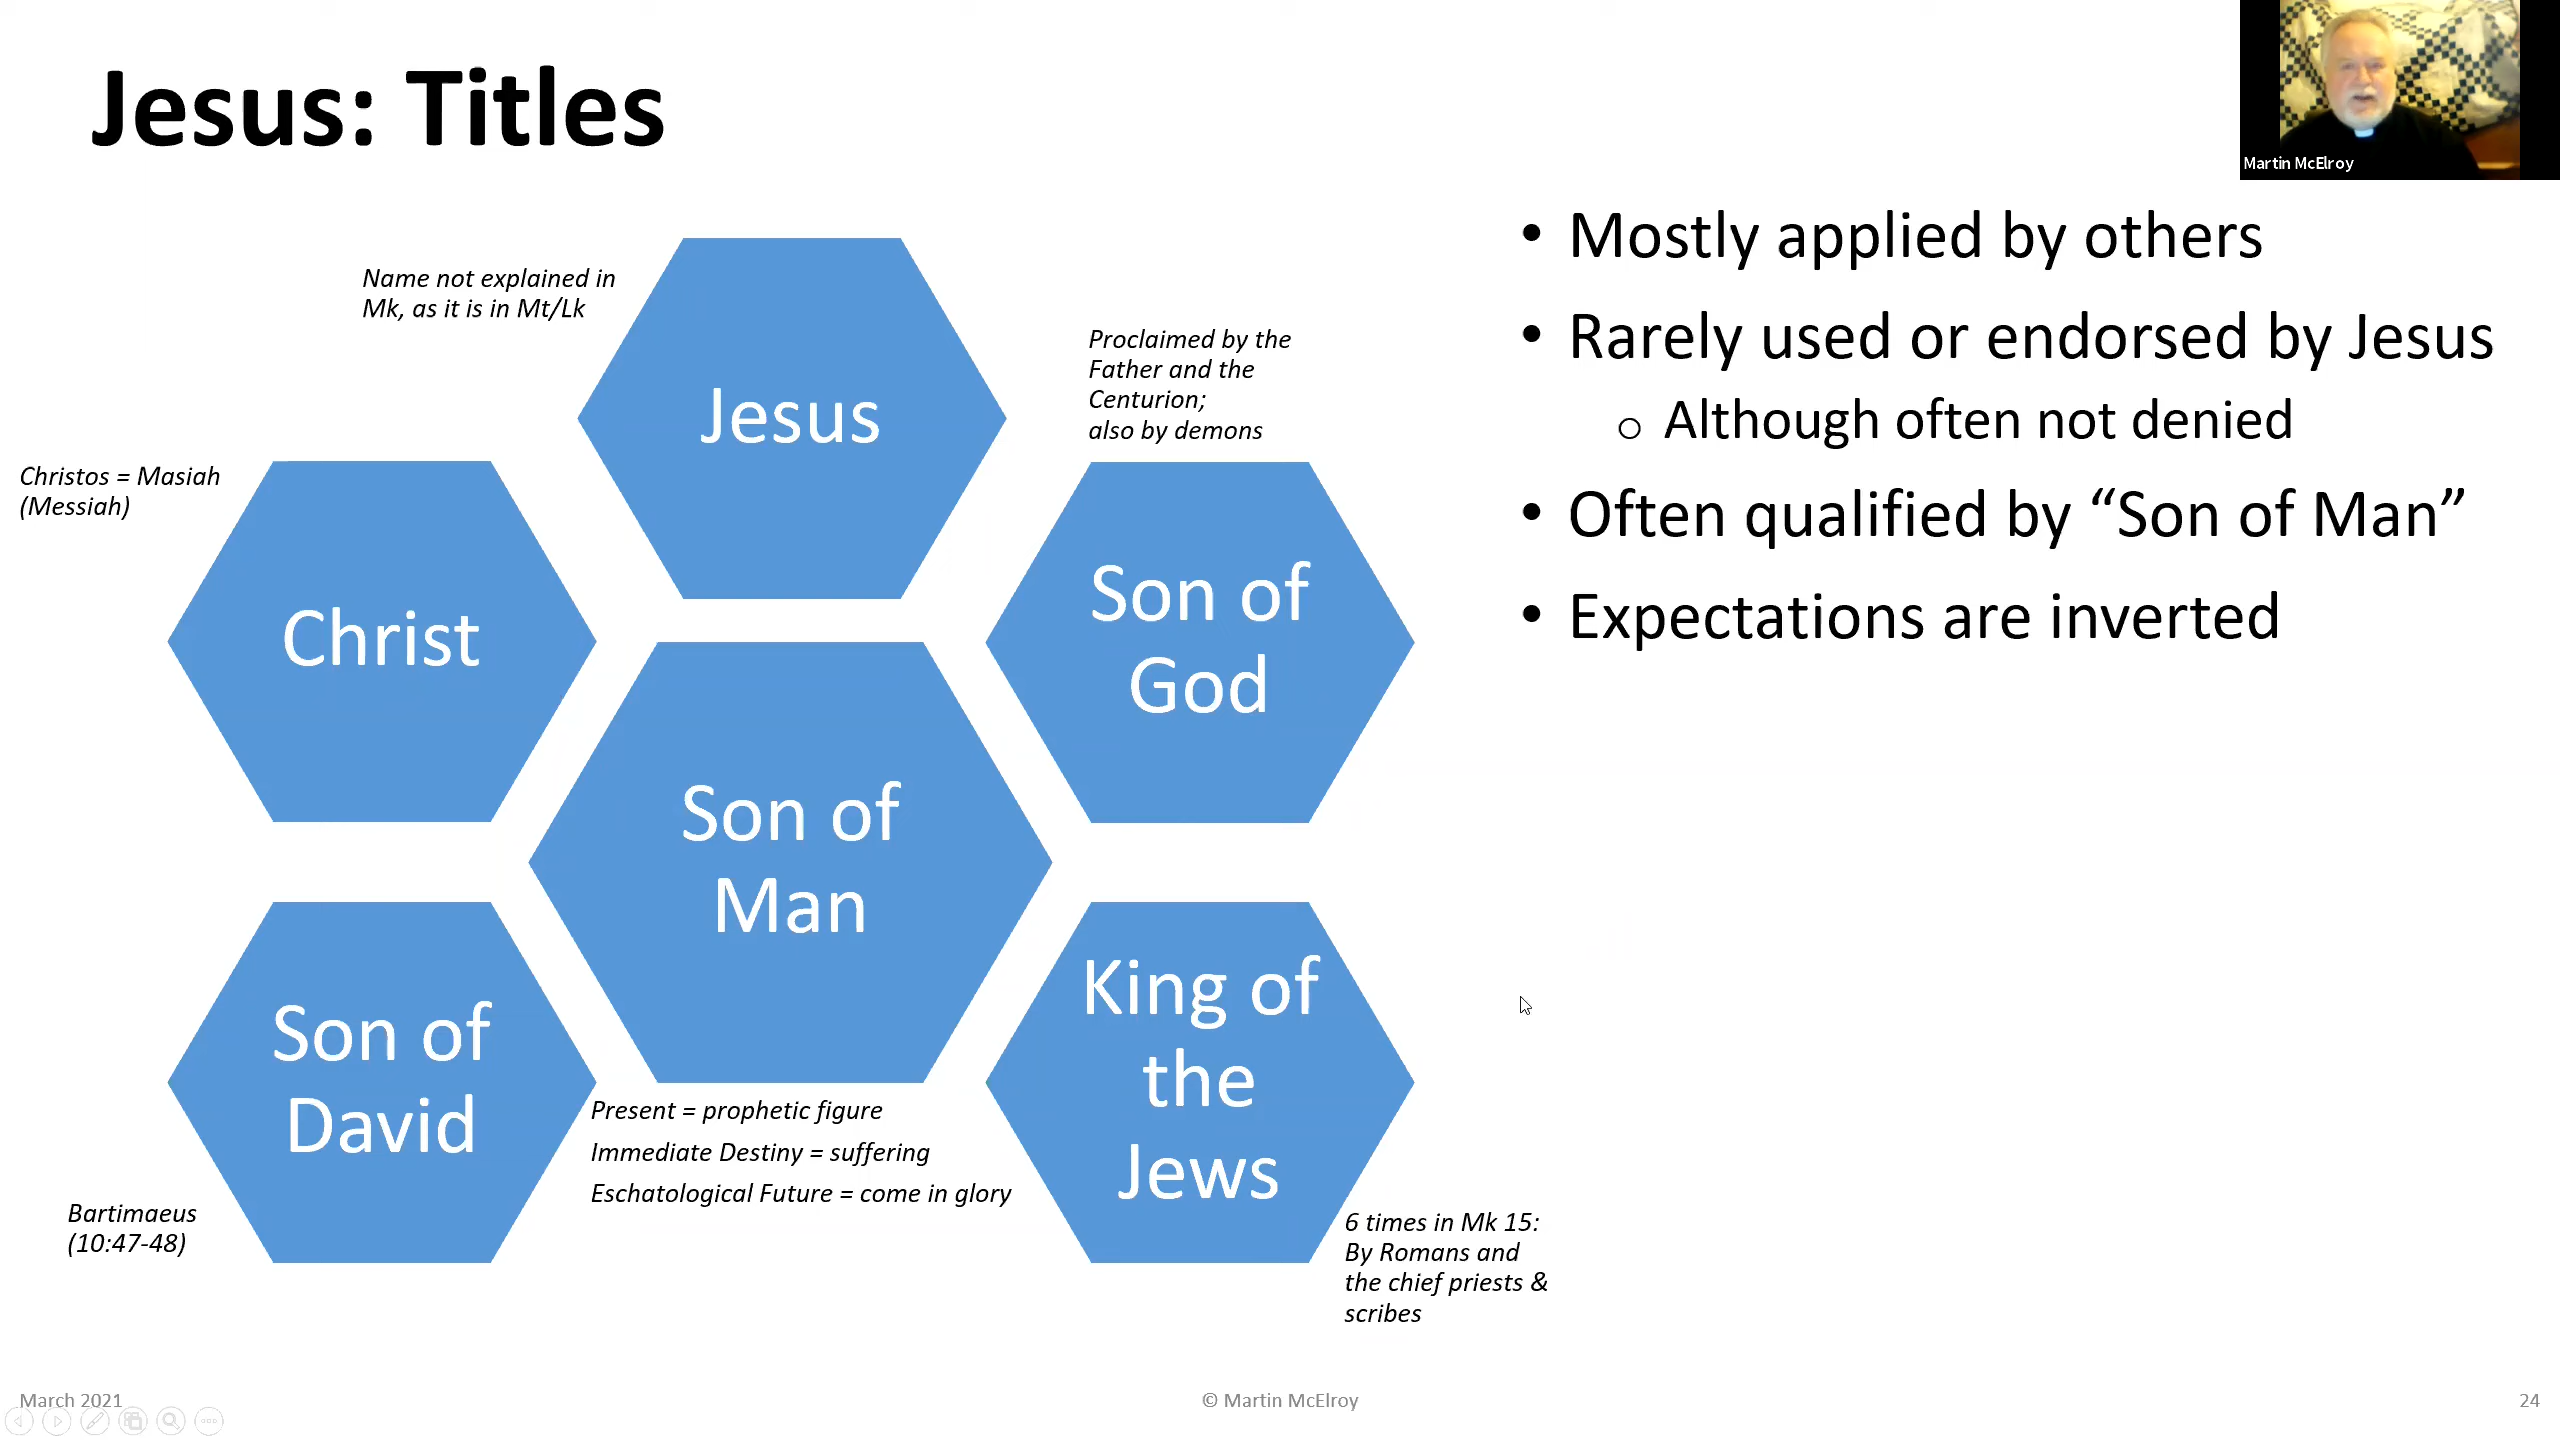 Jesus: Titles
Martin McElroy
Name not explained in
Mk, as it is in Mt/Lk
Jesus
Proclaimed by the
Father and the
Centurion;
also by demons
Christos = Masiah
(Messiah)
Christ
Son of
God
Son of
Man
Son of
David
King of
the
Jews
Present = prophetic figure
Immediate Destiny = suffering
Eschatological Future = come in glory
Bartimaeus
(10:47-48)
6 times in Mk 15:
By Romans and
the chief priests &
scribes
• Mostly applied by others
• Rarely used or endorsed by Jesus
o Although often not denied
• Often qualified by “Son of Man”
• Expectations are inverted
March 2021
© Martin McElroy
24